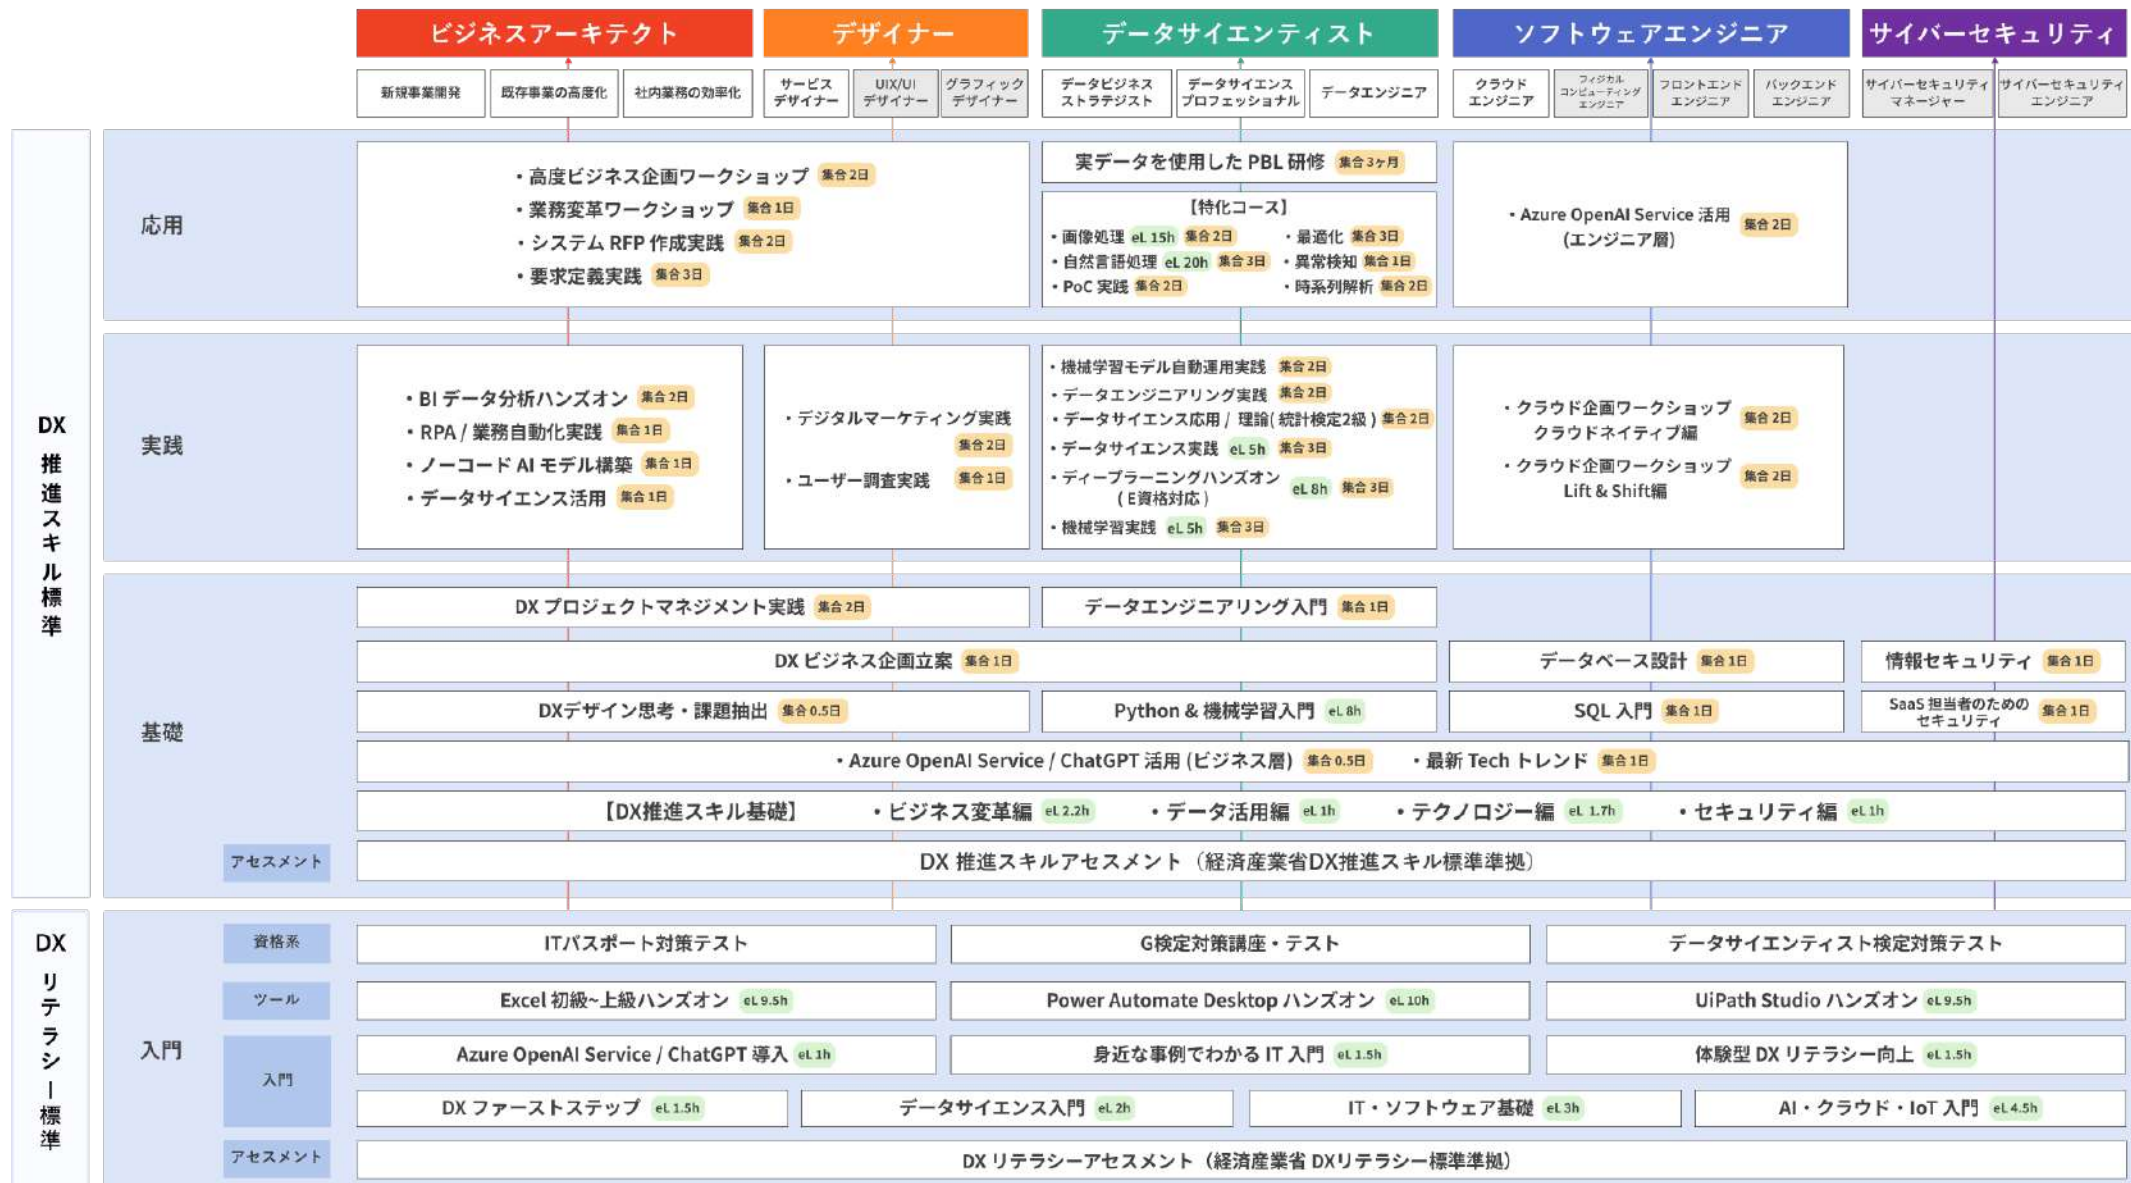 ビジネスアーキテクト
デザイナー
データサイエンティスト
ソフトウェアエンジニア
サイバーセキュリティ
新規事業開発
既存事業の高度化
社内業務の効率化
サービス
デザイナー
UIX/UI
デザイナー
グラフィック
デザイナー
データビジネス
ストラテジスト
データサイエンス
プロフェッショナル
データエンジニア
クラウド
エンジニア
フィジカル
コンピューティング
エンジニア
フロントエンド
エンジニア
バックエンド
エンジニア
サイバーセキュリティ
マネージャー
サイバーセキュリティ
エンジニア
DX推進スキル標準
応用
・高度ビジネス企画ワークショップ 集合2日
・業務変革ワークショップ 集合1日
・システム RFP 作成実践 集合2日
・要求定義実践 集合3日
実データを使用した PBL 研修 集合3ヶ月
【特化コース】
・画像処理 eL 15h 集合2日 ・最適化 集合3日
・自然言語処理 eL 20h 集合3日 ・異常検知 集合1日
・PoC 実践 集合2日 ・時系列解析 集合2日
・Azure OpenAI Service 活用 集合2日
(エンジニア層)
実践
・BI データ分析ハンズオン 集合2日
・RPA / 業務自動化実践 集合1日
・ノーコード AI モデル構築 集合1日
・データサイエンス活用 集合1日
・デジタルマーケティング実践
集合2日
・ユーザー調査実践 集合1日
・機械学習モデル自動運用実践 集合2日
・データエンジニアリング実践 集合2日
・データサイエンス応用 / 理論( 統計検定2級 ) 集合2日
・データサイエンス実践 eL 5h 集合3日
・ディープラーニングハンズオン eL 8h 集合3日
( E資格対応 )
・機械学習実践 eL 5h 集合3日
・クラウド企画ワークショップ 集合2日
クラウドネイティブ編
・クラウド企画ワークショップ 集合2日
Lift & Shift編
基礎
DX プロジェクトマネジメント実践 集合2日
データエンジニアリング入門 集合1日
DX ビジネス企画立案 集合1日
データベース設計 集合1日
情報セキュリティ 集合1日
DXデザイン思考・課題抽出 集合0.5日
Python & 機械学習入門 eL 8h
SQL 入門 集合1日
SaaS 担当者のための
セキュリティ 集合1日
・Azure OpenAI Service / ChatGPT 活用 (ビジネス層) 集合0.5日 ・最新 Tech トレンド 集合1日
【DX推進スキル基礎】 ・ビジネス変革編 eL 2.2h ・データ活用編 eL 1h ・テクノロジー編 eL 1.7h ・セキュリティ編 eL 1h
アセスメント
DX 推進スキルアセスメント（経済産業省DX推進スキル標準準拠）
DXリテラシー標準
入門
資格系
ITパスポート対策テスト
G検定対策講座・テスト
データサイエンティスト検定対策テスト
ツール
Excel 初級~上級ハンズオン eL 9.5h
Power Automate Desktop ハンズオン eL 10h
UiPath Studio ハンズオン eL 9.5h
入門
Azure OpenAI Service / ChatGPT 導入 eL 1h
身近な事例でわかる IT 入門 eL 1.5h
体験型 DX リテラシー向上 eL 1.5h
DX ファーストステップ eL 1.5h
データサイエンス入門 eL 2h
IT・ソフトウェア基礎 eL 3h
AI・クラウド・IoT 入門 eL 4.5h
アセスメント
DX リテラシーアセスメント（経済産業省 DXリテラシー標準準拠）